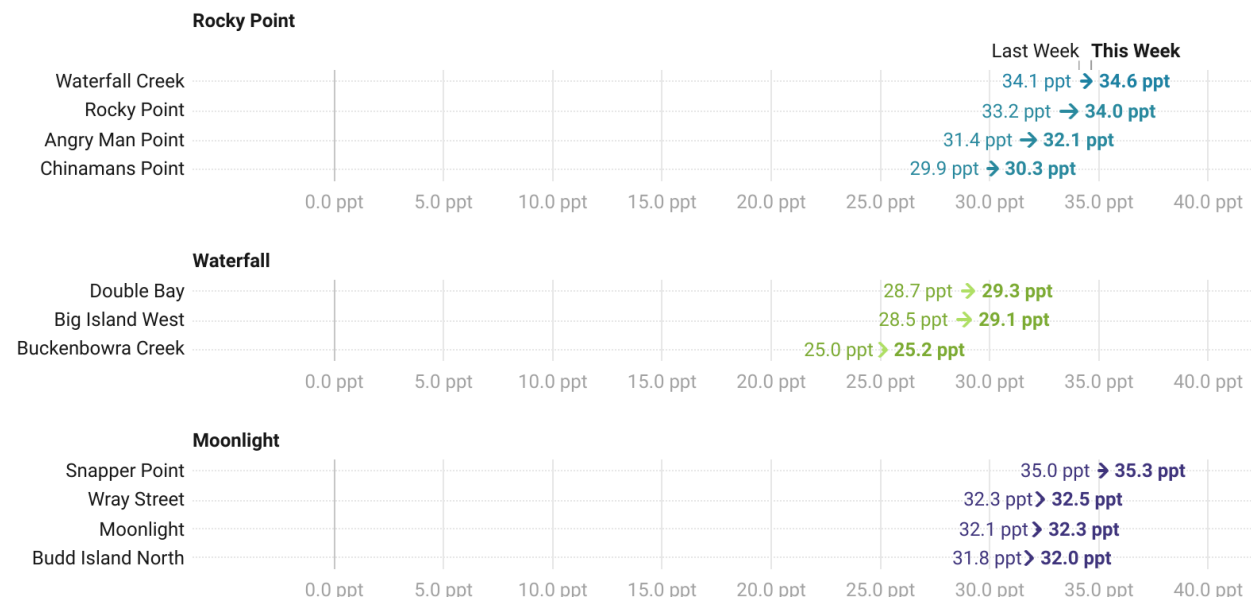 Rocky Point
Last Week This Week
Waterfall Creek 34.1 ppt 34.6 ppt
Rocky Point 33.2 ppt 34.0 ppt
Angry Man Point 31.4 ppt 32.1 ppt
Chinamans Point 29.9 ppt 30.3 ppt
0.0 ppt 5.0 ppt 10.0 ppt 15.0 ppt 20.0 ppt 25.0 ppt 30.0 ppt 35.0 ppt 40.0 ppt
Waterfall
Double Bay 28.7 ppt 29.3 ppt
Big Island West 28.5 ppt 29.1 ppt
Buckenbowra Creek 25.0 ppt 25.2 ppt
0.0 ppt 5.0 ppt 10.0 ppt 15.0 ppt 20.0 ppt 25.0 ppt 30.0 ppt 35.0 ppt 40.0 ppt
Moonlight
Snapper Point 35.0 ppt 35.3 ppt
Wray Street 32.3 ppt 32.5 ppt
Moonlight 32.1 ppt 32.3 ppt
Budd Island North 31.8 ppt 32.0 ppt
0.0 ppt 5.0 ppt 10.0 ppt 15.0 ppt 20.0 ppt 25.0 ppt 30.0 ppt 35.0 ppt 40.0 ppt